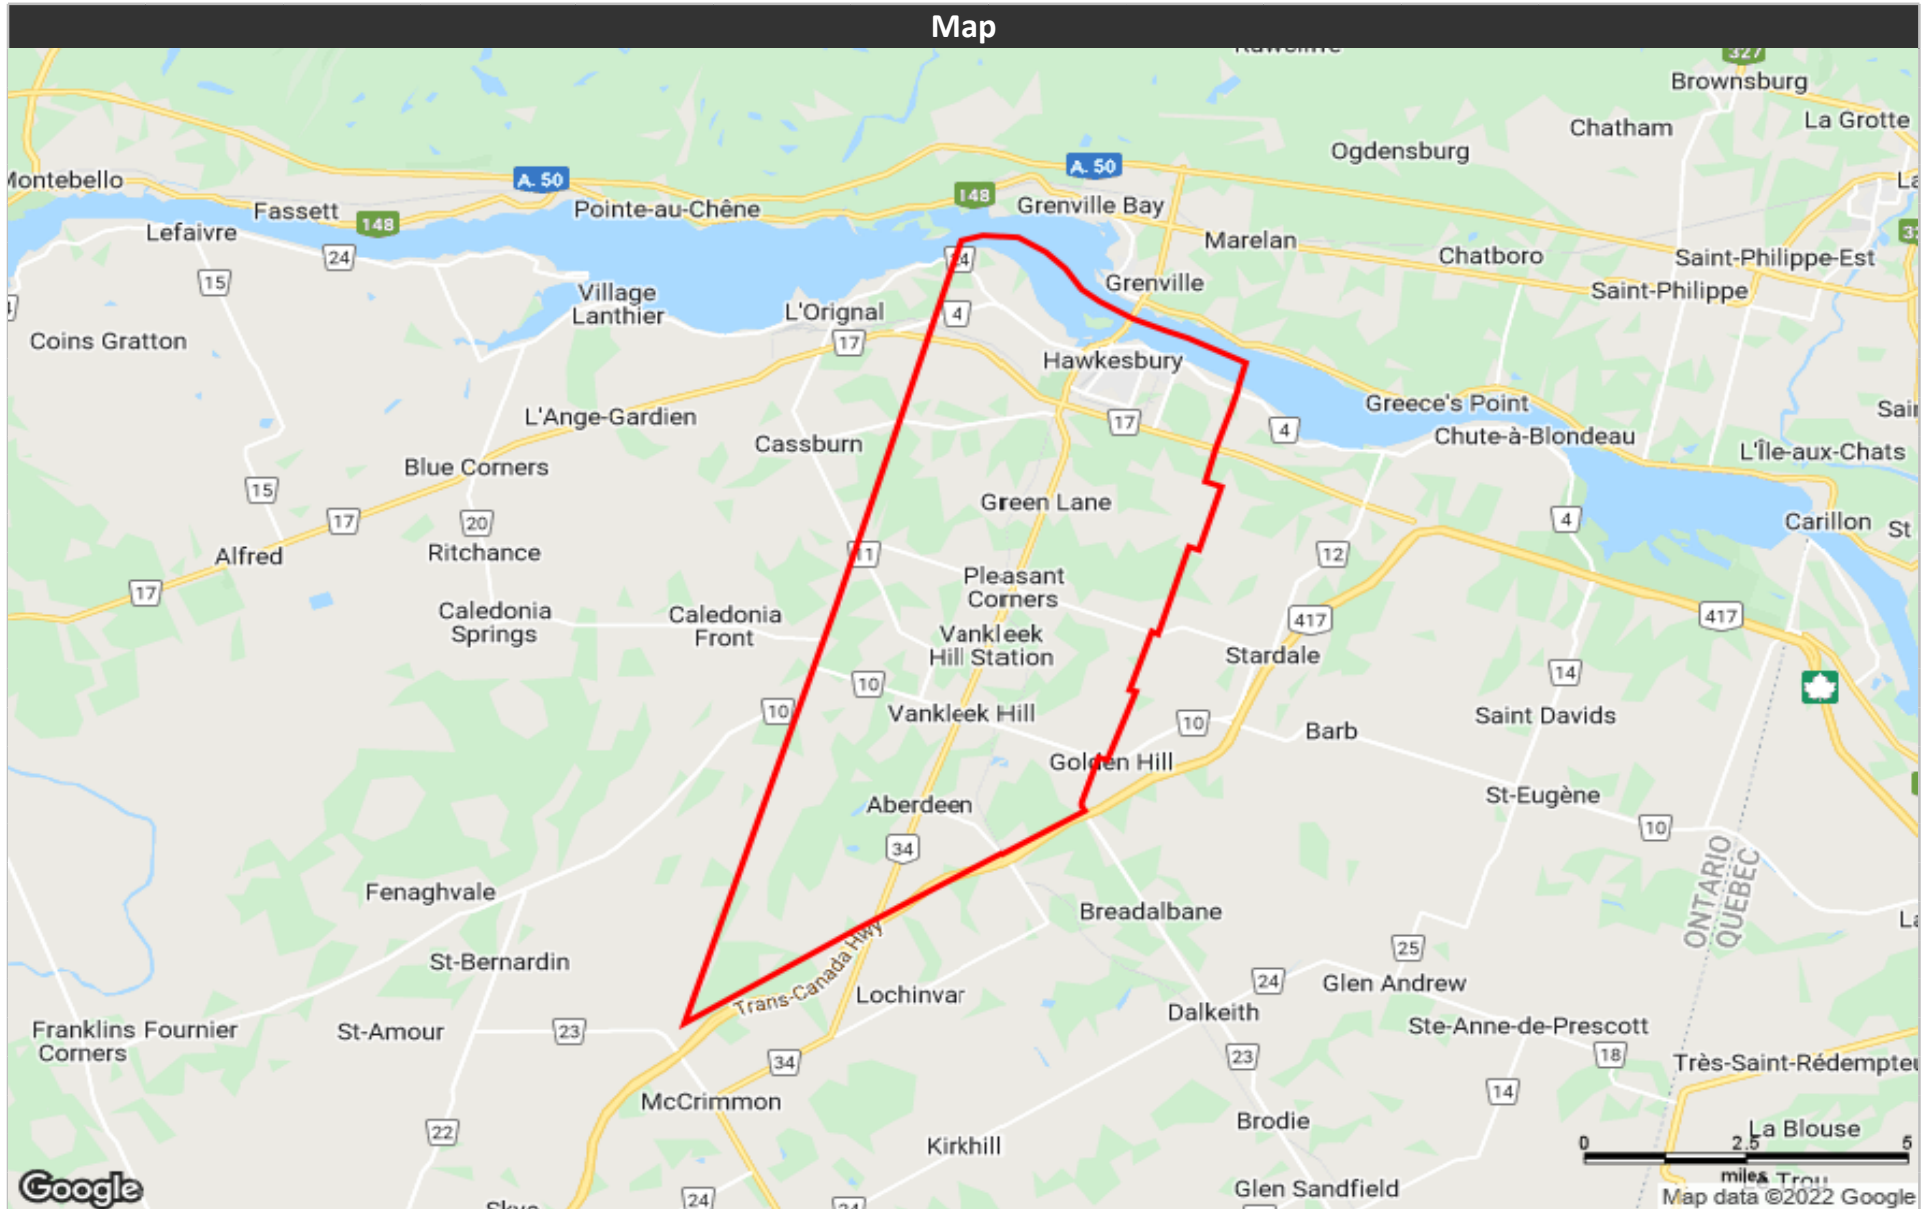 Map
327
Brownsburg
Chatham
La Grotte
Ogdensburg
A. 50
A. 50
Montebello
148
Fassett
148
Pointe-au-Chêne
Grenville Bay
Lefaivre
24
Marelan
Chatboro
Saint-Philippe-Est
24
15
Village
Lanthier
Grenville
Saint-Philippe
L'Orignal
4
Coins Gratton
17
Hawkesbury
L'Ange-Gardien
17
4
Greece's Point
Chute-à-Blondeau
Cassburn
L'Île-aux-Chats
Blue Corners
15
Green Lane
17
20
4
Carillon
St
Alfred
Ritchance
11
12
17
Pleasant
Corners
Caledonia
Springs
Caledonia
Front
417
417
Vankleek
Hill Station
Stardale
14
10
10
Vankleek Hill
10
Saint Davids
Barb
Golden Hill
Aberdeen
St-Eugène
10
34
Fenaghvale
ONTARIO
QUEBEC
Breadalbane
Trans-Canada Hwy
25
St-Bernardin
24
Glen Andrew
Lochinvar
Dalkeith
Franklins
Corners
Fournier
St-Amour
23
Ste-Anne-de-Prescott
23
18
34
14
McCrimmon
22
Brodie
La Blouse
Kirkhill
0 2.5 5
miles
Glen Sandfield
24
Google
Map data ©2022 Google